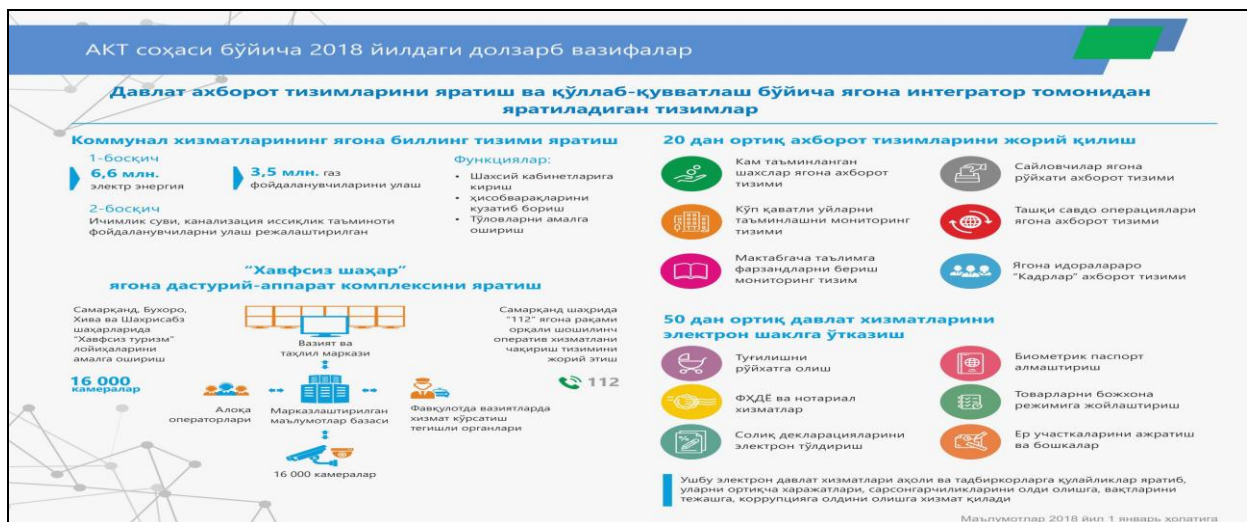 АКТ соҳаси бўйича 2018 йилдаги долзарб вазифалар
Давлат ахборот тизимларини яратиш ва қўллаб-қувватлаш бўйича ягона интегратор томонидан
яратиладиган тизимлар
Коммунал хизматларининг ягона биллинг тизими яратиш
1-босқич
6,6 млн.
электр энергия
3,5 млн. газ
фойдаланувчиларини улаш
2-босқич
Ичимлик суви, канализация иссиқлик таъминоти
фойдаланувчиларни улаш режалаштирилган
Функциялар:
• Шахсий кабинетларига
кириш
• ҳисобварақларини
кузатиб бориш
• Тўловларни амалга
ошириш
“Хавфсиз шаҳар”
ягона дастурий-аппарат комплексини яратиш
Самарқанд, Бухоро,
Хива ва Шахрисабз
шаҳарларида
“Хавфсиз туризм”
лойиҳаларини
амалга ошириш
16 000
камералар
Вазият ва
таҳлил маркази
Самарқанд шаҳрида
“112” ягона рақами
орқали шошилинч
оператив хизматлани
чақириш тизимини
жорий этиш
112
Алоқа
операторлари
Марказлаштирилган
маълумотлар базаси
Фавқулотда вазиятларда
хизмат кўрсатиш
тегишли органлари
16 000 камералар
20 дан ортиқ ахборот тизимларини жорий қилиш
Кам таъминланган
шахслар ягона ахборот
тизими
Сайловчилар ягона
рўйхати ахборот тизими
Кўп қаватли уйларни
таъминлашни мониторинг
тизими
Ташқи савдо операциялари
ягона ахборот тизими
Мактабгача таълимга
фарзандларни бериш
мониторинг тизим
Ягона идоралараро
“Кадрлар” ахборот тизими
50 дан ортиқ давлат хизматларини
электрон шаклга ўтказиш
Туғилишни
рўйхатга олиш
Биометрик паспорт
алмаштириш
ФҲДЁ ва нотариал
хизматлар
Товарларни божхона
режимига жойлаштириш
Солиқ декларацияларини
электрон тўлдириш
Ер участкаларини ажратиш
ва бошкалар
Ушбу электрон давлат хизматлари аҳоли ва тадбиркорларга қулайликлар яратиб,
уларни ортиқча харажатлари, сарсонгарчиликларини олди олишга, вақтларини
тежашга, коррупцияга олдини олишга хизмат қилади
Маълумотлар 2018 йил 1 январь ҳолатига